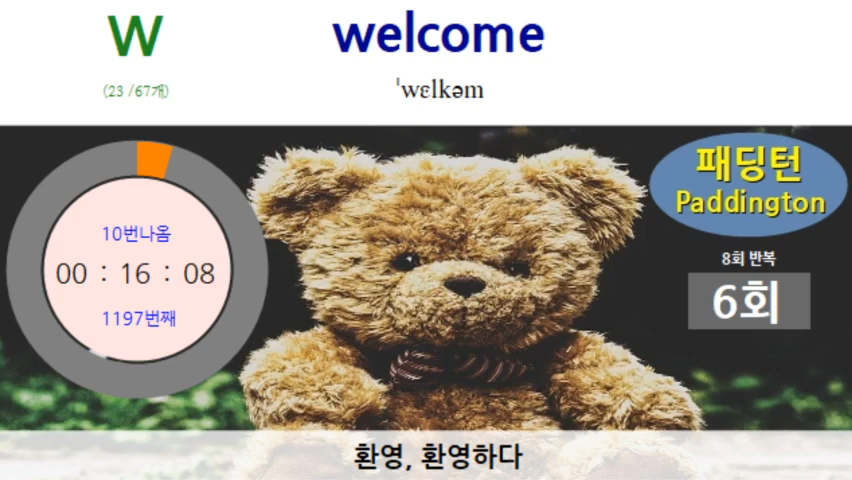 W
welcome
(23 /67개)
ˈwɛlkəm
패딩턴
Paddington
10번나옴
8회 반복
00 : 16 : 08
6회
1197번째
환영, 환영하다